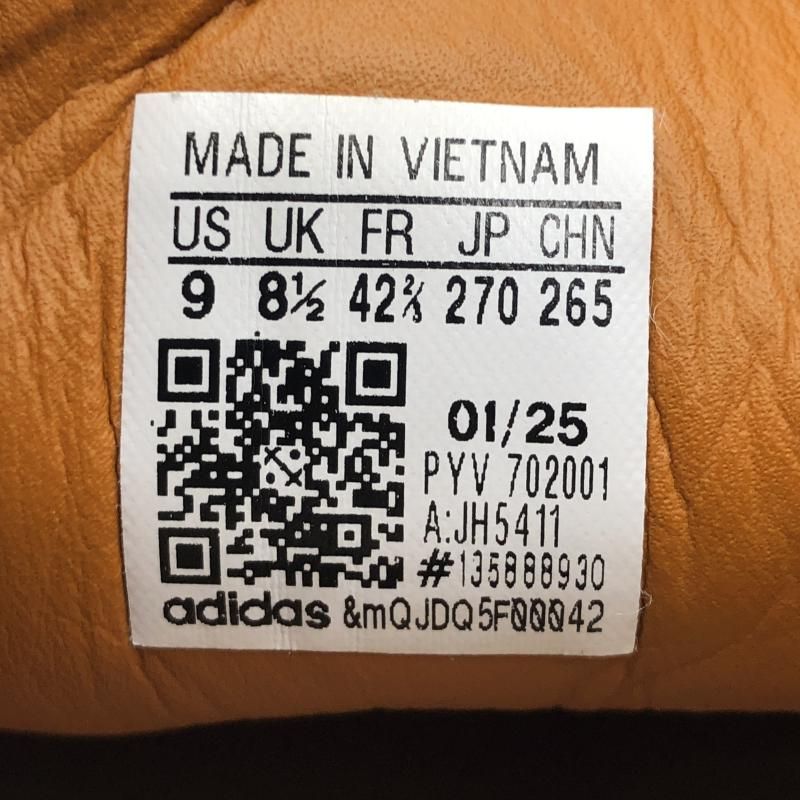 MADE IN VIETNAM
US UK FR JP CHN
9 8½ 42⅔ 270 265
01/25
PYV 702001
A:JH5411
#135888930
adidas &mQJDQ5F00042